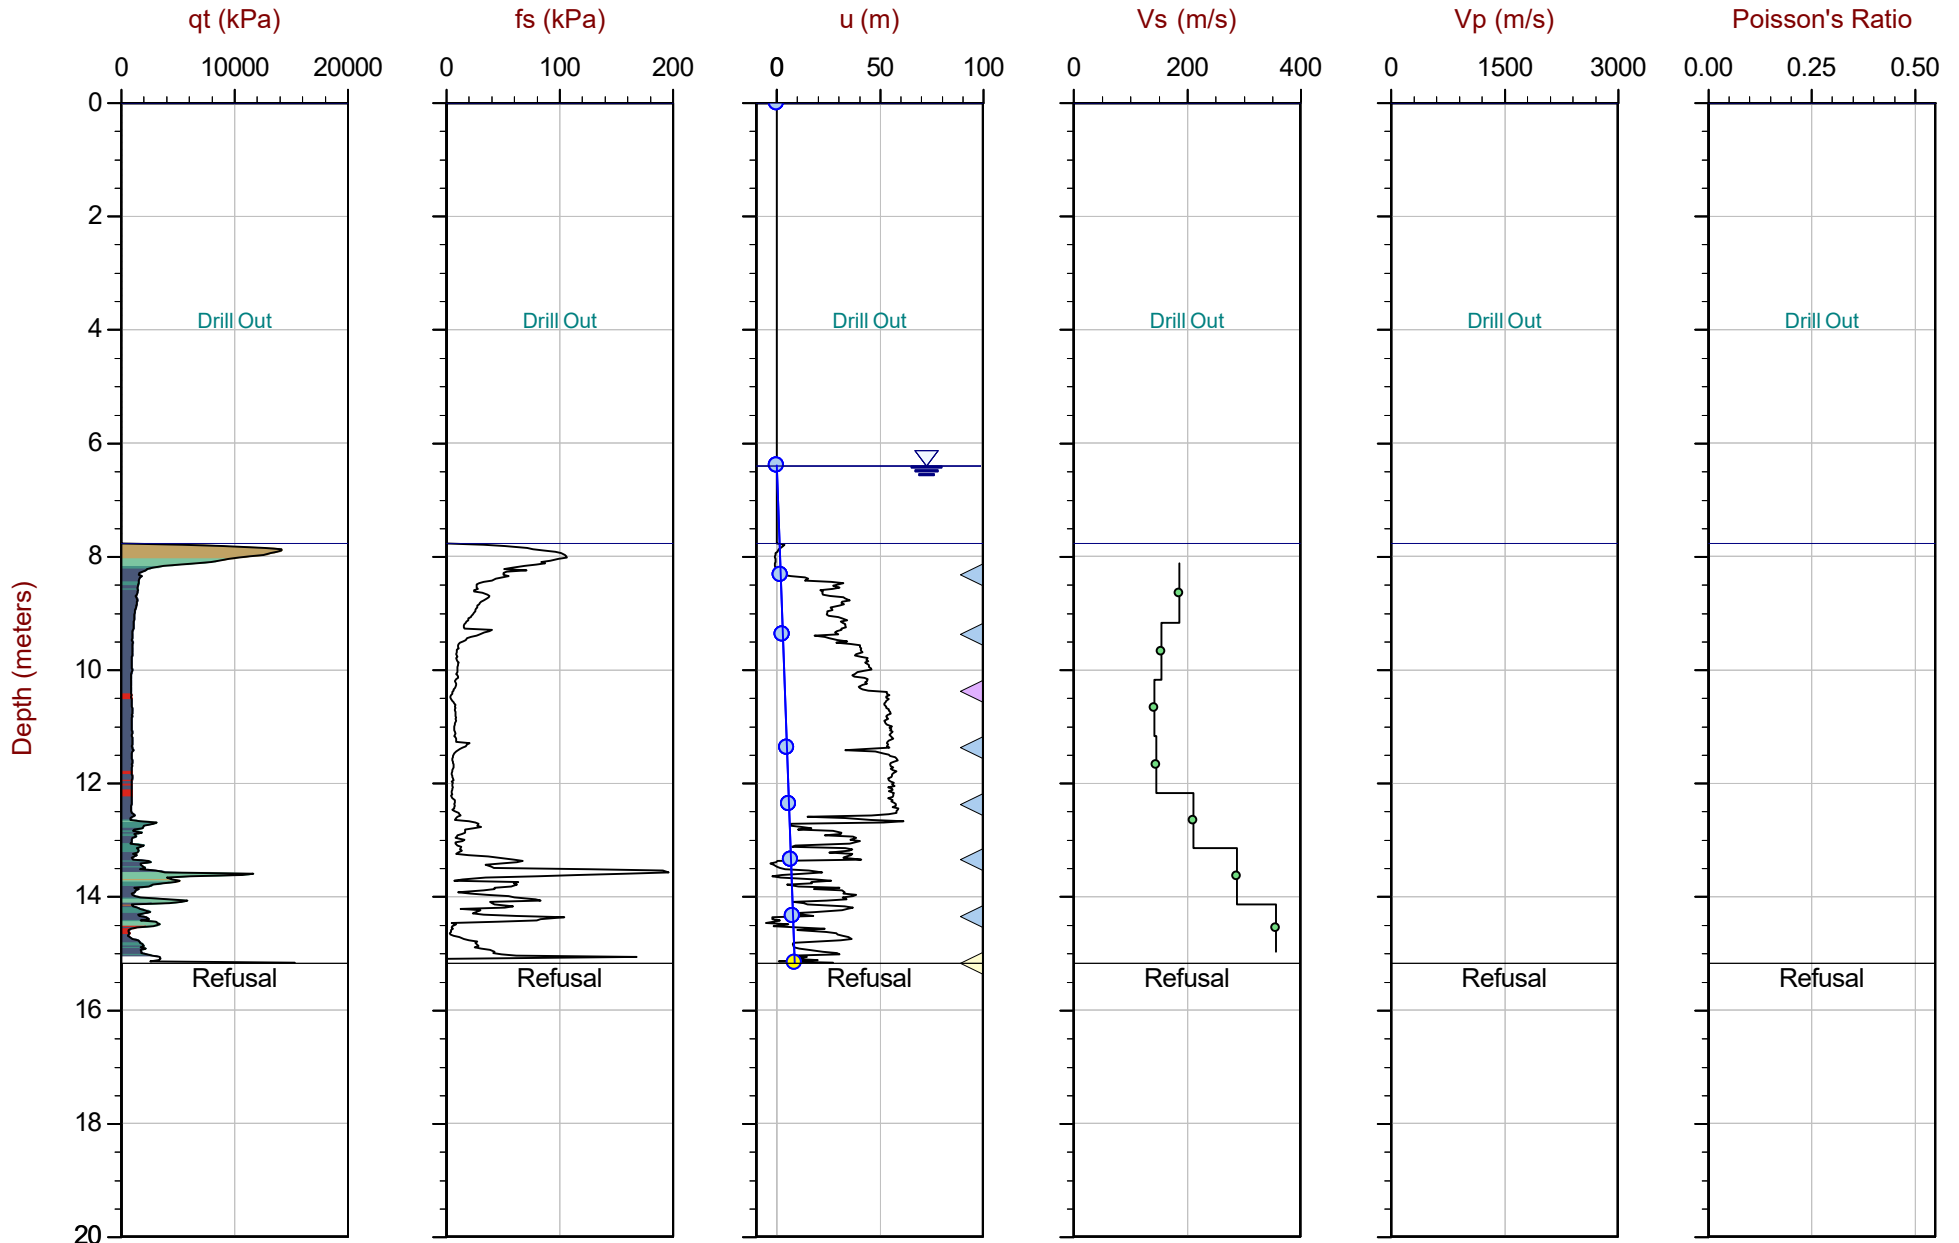 qt (kPa) fs (kPa) u (m) Vs (m/s) Vp (m/s) Poisson's Ratio
0 10000 20000 0 100 200 0 50 100 0 200 400 0 1500 3000 0.00 0.25 0.50
0
2
Drill Out Drill Out Drill Out Drill Out Drill Out Drill Out
4
6
8
Depth (meters)
10
12
14
Refusal Refusal Refusal Refusal Refusal Refusal
16
18
20